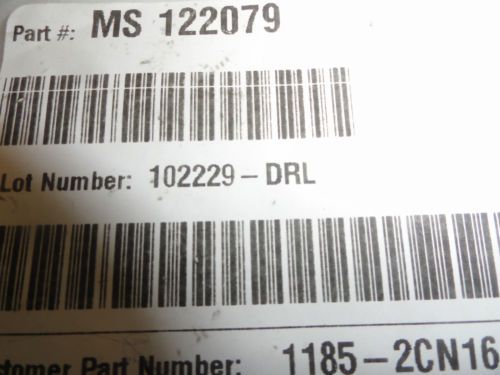 Part #: MS 122079
Lot Number: 102229-DRL
stomer Part Number: 1185-2CN16